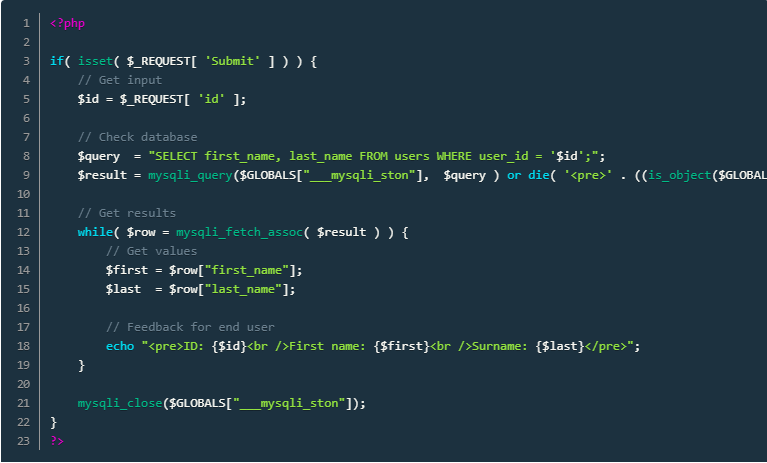 1 <?php
2
3 if( isset( $_REQUEST[ 'Submit' ] ) ) {
4     // Get input
5     $id = $_REQUEST[ 'id' ];
6
7     // Check database
8     $query  = "SELECT first_name, last_name FROM users WHERE user_id = '$id';";
9     $result = mysqli_query($GLOBALS["___mysqli_ston"],  $query ) or die( '<pre>' . ((is_object($GLOBAL
10
11     // Get results
12     while( $row = mysqli_fetch_assoc( $result ) ) {
13         // Get values
14         $first = $row["first_name"];
15         $last  = $row["last_name"];
16
17         // Feedback for end user
18         echo "<pre>ID: {$id}<br />First name: {$first}<br />Surname: {$last}</pre>";
19     }
20
21     mysqli_close($GLOBALS["___mysqli_ston"]);
22 }
23 ?>